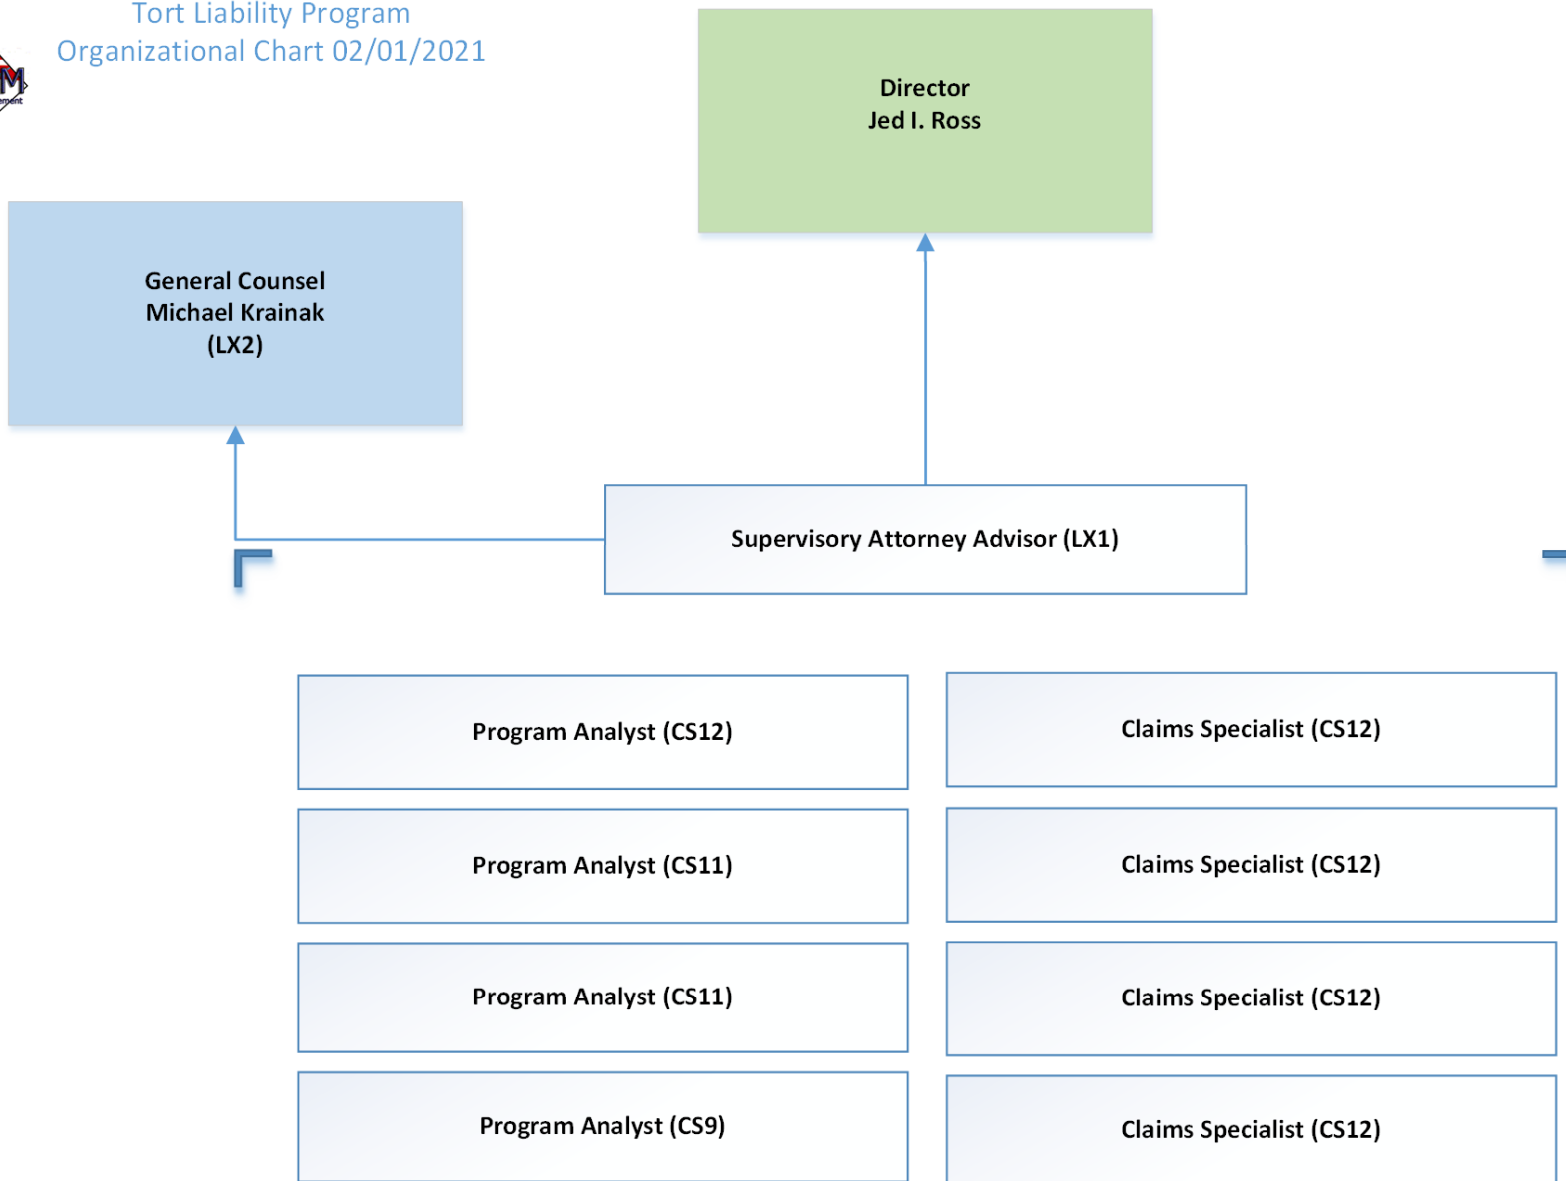 Tort Liability Program
Organizational Chart 02/01/2021
Director
Jed I. Ross
General Counsel
Michael Krainak
(LX2)
Supervisory Attorney Advisor (LX1)
Program Analyst (CS12)
Claims Specialist (CS12)
Program Analyst (CS11)
Claims Specialist (CS12)
Program Analyst (CS11)
Claims Specialist (CS12)
Program Analyst (CS9)
Claims Specialist (CS12)